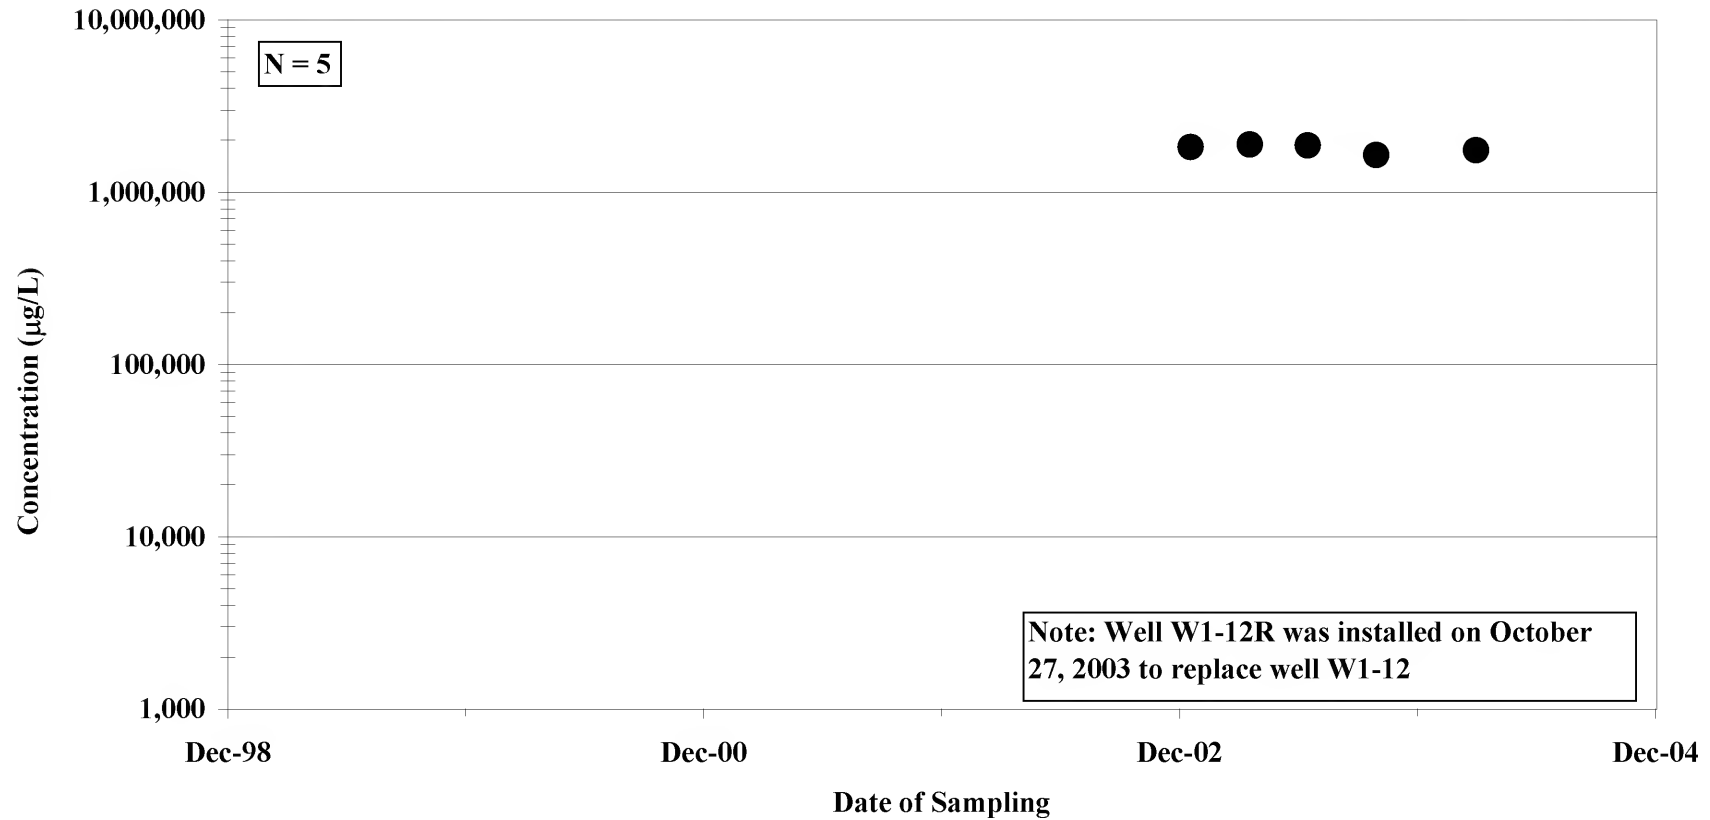 10,000,000
N = 5
1,000,000
100,000
10,000
1,000
Concentration (µg/L)
Note: Well W1-12R was installed on October
27, 2003 to replace well W1-12
Dec-98 Dec-00 Dec-02 Dec-04
Date of Sampling